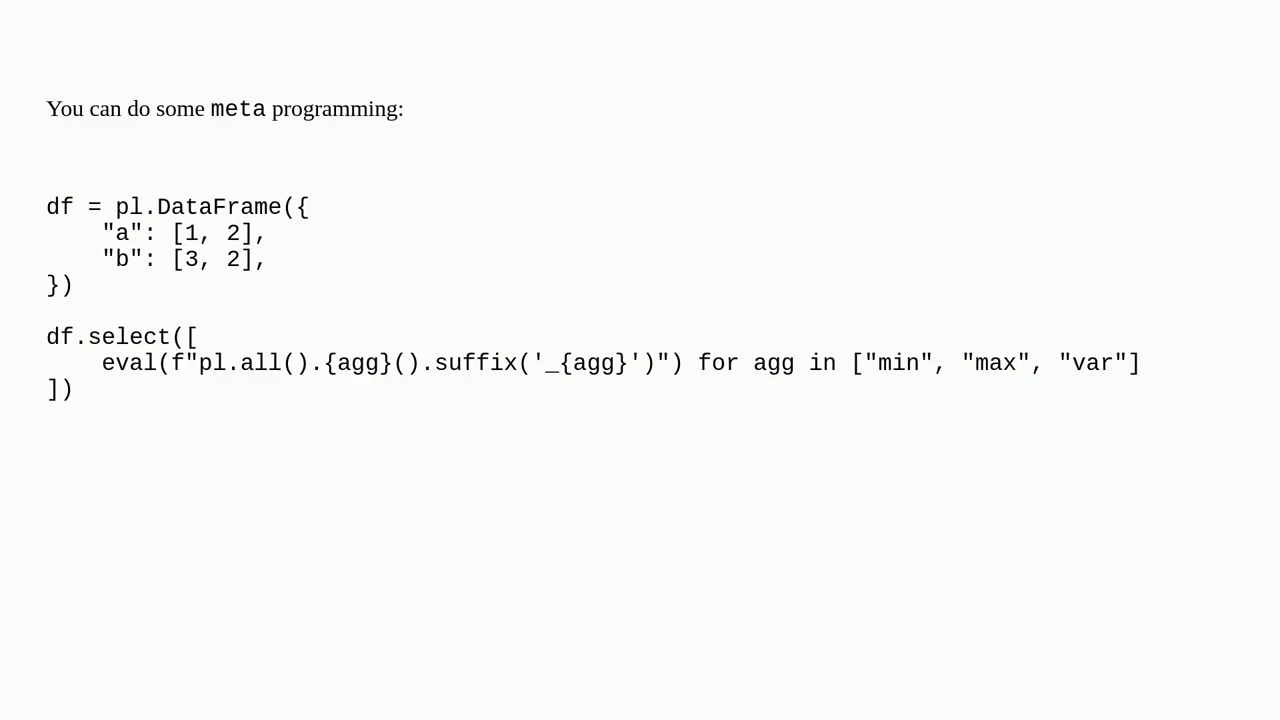 You can do some meta programming:
df = pl.DataFrame({
    "a": [1, 2],
    "b": [3, 2],
})
df.select([
    eval(f"pl.all().{agg}().suffix('_{agg}')") for agg in ["min", "max", "var"]
])